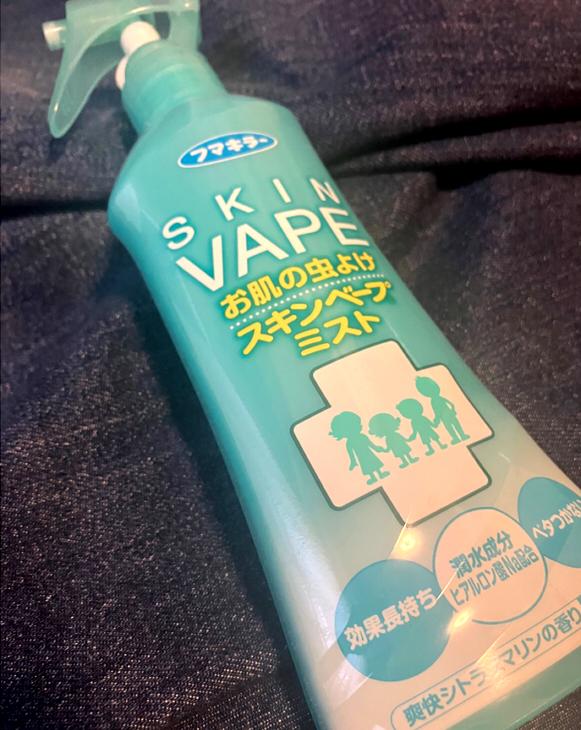 フマキラー
SKIN
VAPE
お肌の虫よけ
スキンベープ
ミスト
効果長持ち
潤水成分
ヒアルロン酸Na配合
ベタつかない
爽快シトラスマリンの香り